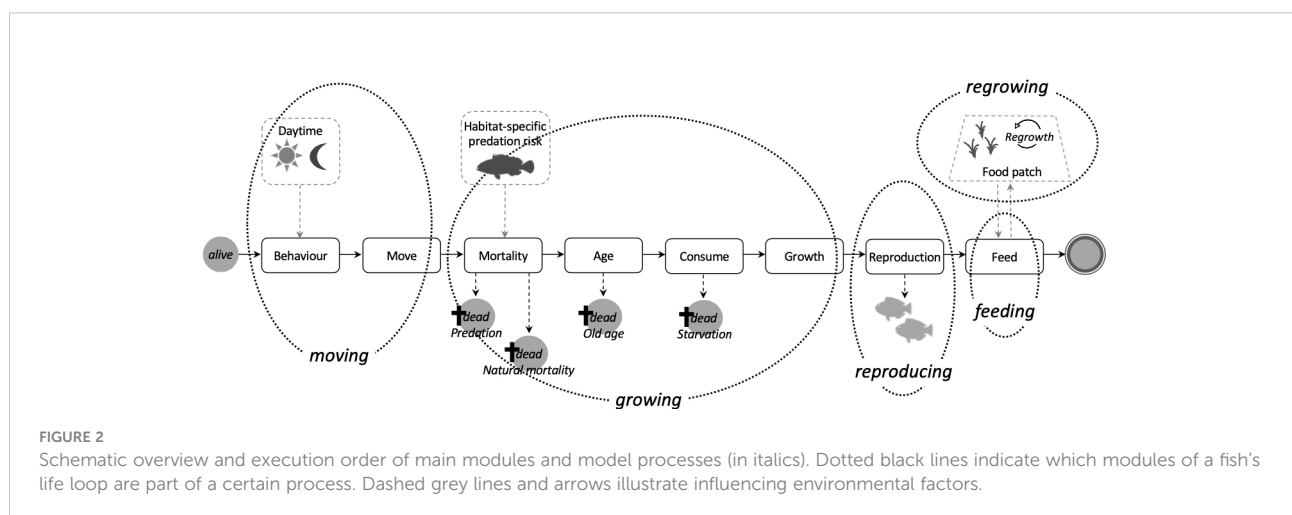 regrowing
Daytime
Habitat-specific
predation risk
Regrowth
Food patch
alive
Behaviour
Move
Mortality
Age
Consume
Growth
Reproduction
Feed
dead
Predation
dead
Old age
dead
Starvation
dead
Natural mortality
moving
feeding
reproducing
growing
FIGURE 2
Schematic overview and execution order of main modules and model processes (in italics). Dotted black lines indicate which modules of a fish’s
life loop are part of a certain process. Dashed grey lines and arrows illustrate influencing environmental factors.